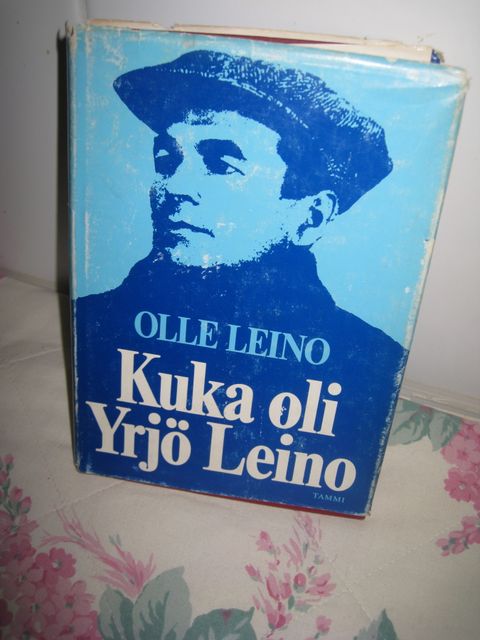 OLLE LEINO
Kuka oli
Yrjö Leino
TAMMI